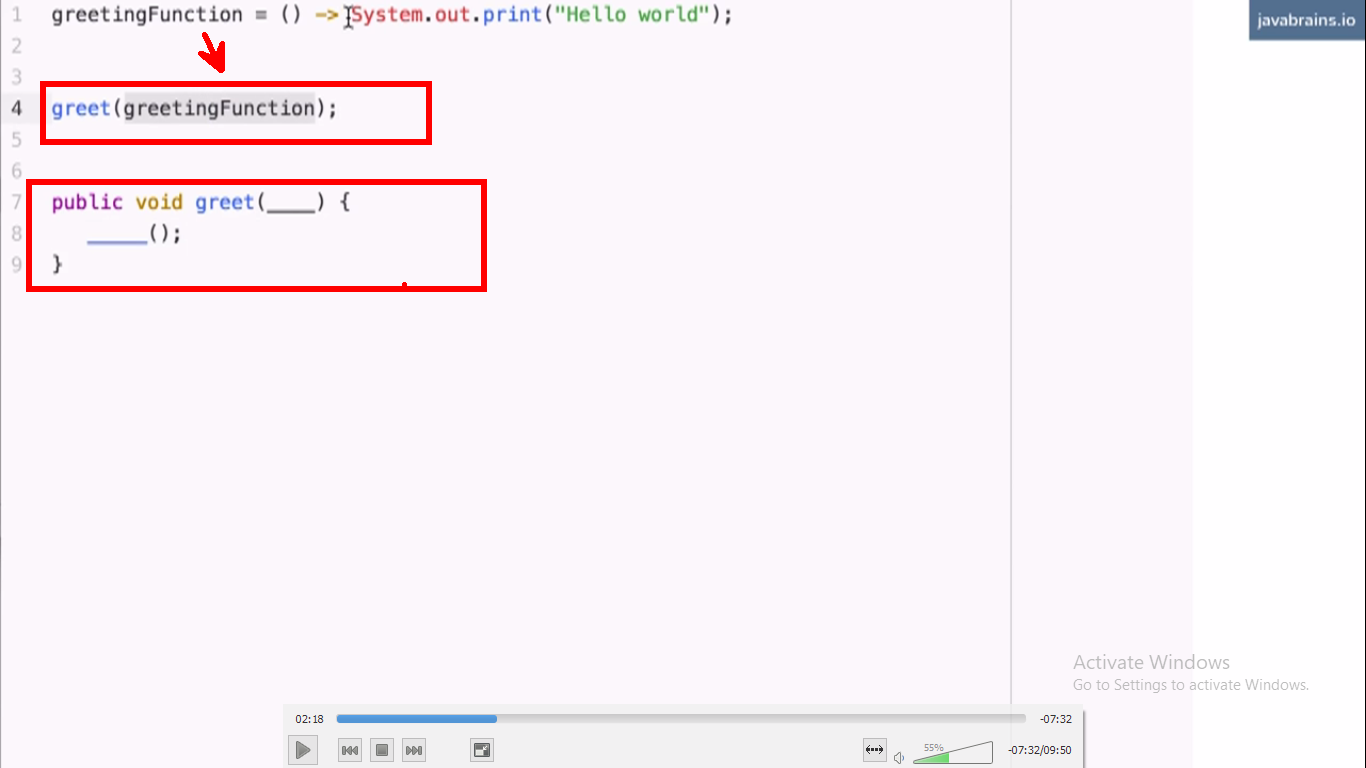 1 greetingFunction = () -> System.out.print("Hello world");
javabrains.io
2
3
4 greet(greetingFunction);
5
6
7 public void greet(____) {
8 _____();
9 }
Activate Windows
Go to Settings to activate Windows.
02:18 -07:32
55% -07:32/09:50